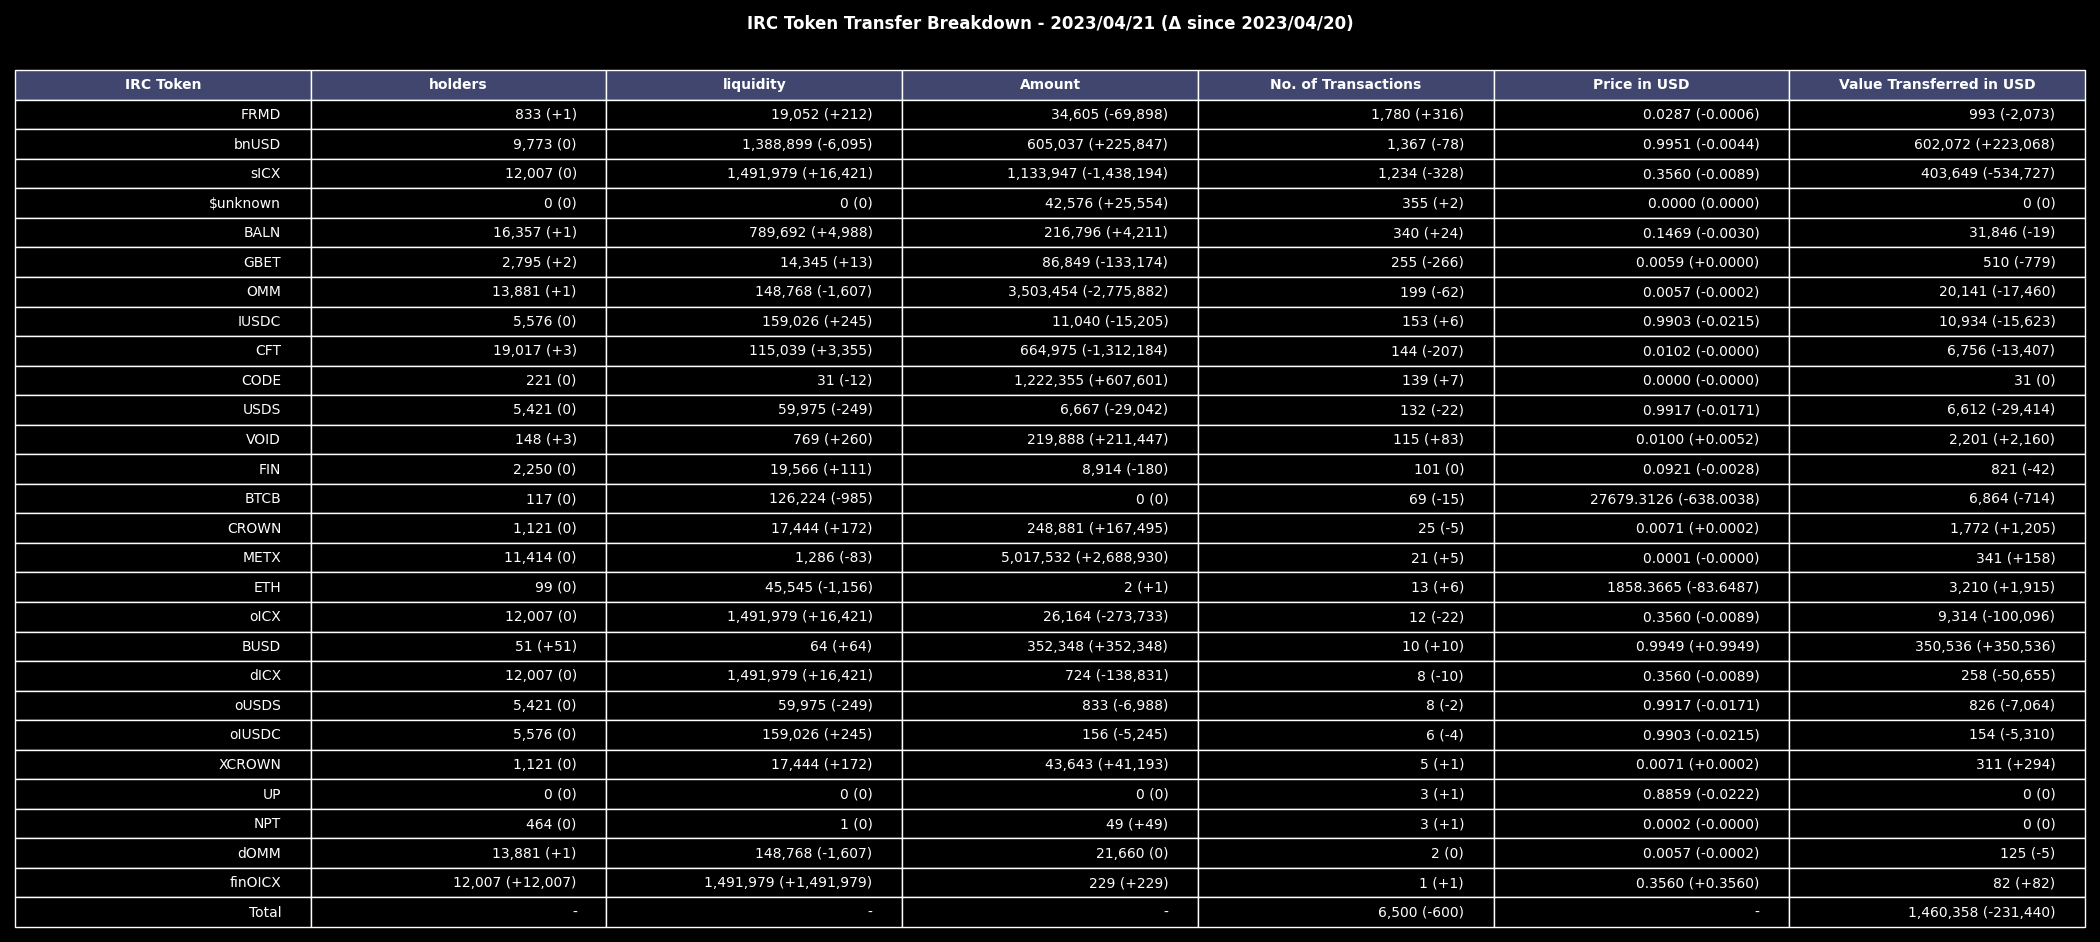 IRC Token Transfer Breakdown - 2023/04/21 (Δ since 2023/04/20)
IRC Token holders liquidity Amount No. of Transactions Price in USD Value Transferred in USD
FRMD 833 (+1) 19,052 (+212) 34,605 (-69,898) 1,780 (+316) 0.0287 (-0.0006) 993 (-2,073)
bnUSD 9,773 (0) 1,388,899 (-6,095) 605,037 (+225,847) 1,367 (-78) 0.9951 (-0.0044) 602,072 (+223,068)
sICX 12,007 (0) 1,491,979 (+16,421) 1,133,947 (-1,438,194) 1,234 (-328) 0.3560 (-0.0089) 403,649 (-534,727)
$unknown 0 (0) 0 (0) 42,576 (+25,554) 355 (+2) 0.0000 (0.0000) 0 (0)
BALN 16,357 (+1) 789,692 (+4,988) 216,796 (+4,211) 340 (+24) 0.1469 (-0.0030) 31,846 (-19)
GBET 2,795 (+2) 14,345 (+13) 86,849 (-133,174) 255 (-266) 0.0059 (+0.0000) 510 (-779)
OMM 13,881 (+1) 148,768 (-1,607) 3,503,454 (-2,775,882) 199 (-62) 0.0057 (-0.0002) 20,141 (-17,460)
IUSDC 5,576 (0) 159,026 (+245) 11,040 (-15,205) 153 (+6) 0.9903 (-0.0215) 10,934 (-15,623)
CFT 19,017 (+3) 115,039 (+3,355) 664,975 (-1,312,184) 144 (-207) 0.0102 (-0.0000) 6,756 (-13,407)
CODE 221 (0) 31 (-12) 1,222,355 (+607,601) 139 (+7) 0.0000 (-0.0000) 31 (0)
USDS 5,421 (0) 59,975 (-249) 6,667 (-29,042) 132 (-22) 0.9917 (-0.0171) 6,612 (-29,414)
VOID 148 (+3) 769 (+260) 219,888 (+211,447) 115 (+83) 0.0100 (+0.0052) 2,201 (+2,160)
FIN 2,250 (0) 19,566 (+111) 8,914 (-180) 101 (0) 0.0921 (-0.0028) 821 (-42)
BTCB 117 (0) 126,224 (-985) 0 (0) 69 (-15) 27679.3126 (-638.0038) 6,864 (-714)
CROWN 1,121 (0) 17,444 (+172) 248,881 (+167,495) 25 (-5) 0.0071 (+0.0002) 1,772 (+1,205)
METX 11,414 (0) 1,286 (-83) 5,017,532 (+2,688,930) 21 (+5) 0.0001 (-0.0000) 341 (+158)
ETH 99 (0) 45,545 (-1,156) 2 (+1) 13 (+6) 1858.3665 (-83.6487) 3,210 (+1,915)
oICX 12,007 (0) 1,491,979 (+16,421) 26,164 (-273,733) 12 (-22) 0.3560 (-0.0089) 9,314 (-100,096)
BUSD 51 (+51) 64 (+64) 352,348 (+352,348) 10 (+10) 0.9949 (+0.9949) 350,536 (+350,536)
dICX 12,007 (0) 1,491,979 (+16,421) 724 (-138,831) 8 (-10) 0.3560 (-0.0089) 258 (-50,655)
oUSDS 5,421 (0) 59,975 (-249) 833 (-6,988) 8 (-2) 0.9917 (-0.0171) 826 (-7,064)
oIUSDC 5,576 (0) 159,026 (+245) 156 (-5,245) 6 (-4) 0.9903 (-0.0215) 154 (-5,310)
XCROWN 1,121 (0) 17,444 (+172) 43,643 (+41,193) 5 (+1) 0.0071 (+0.0002) 311 (+294)
UP 0 (0) 0 (0) 0 (0) 3 (+1) 0.8859 (-0.0222) 0 (0)
NPT 464 (0) 1 (0) 49 (+49) 3 (+1) 0.0002 (-0.0000) 0 (0)
dOMM 13,881 (+1) 148,768 (-1,607) 21,660 (0) 2 (0) 0.0057 (-0.0002) 125 (-5)
finOICX 12,007 (+12,007) 1,491,979 (+1,491,979) 229 (+229) 1 (+1) 0.3560 (+0.3560) 82 (+82)
Total - - - 6,500 (-600) - 1,460,358 (-231,440)